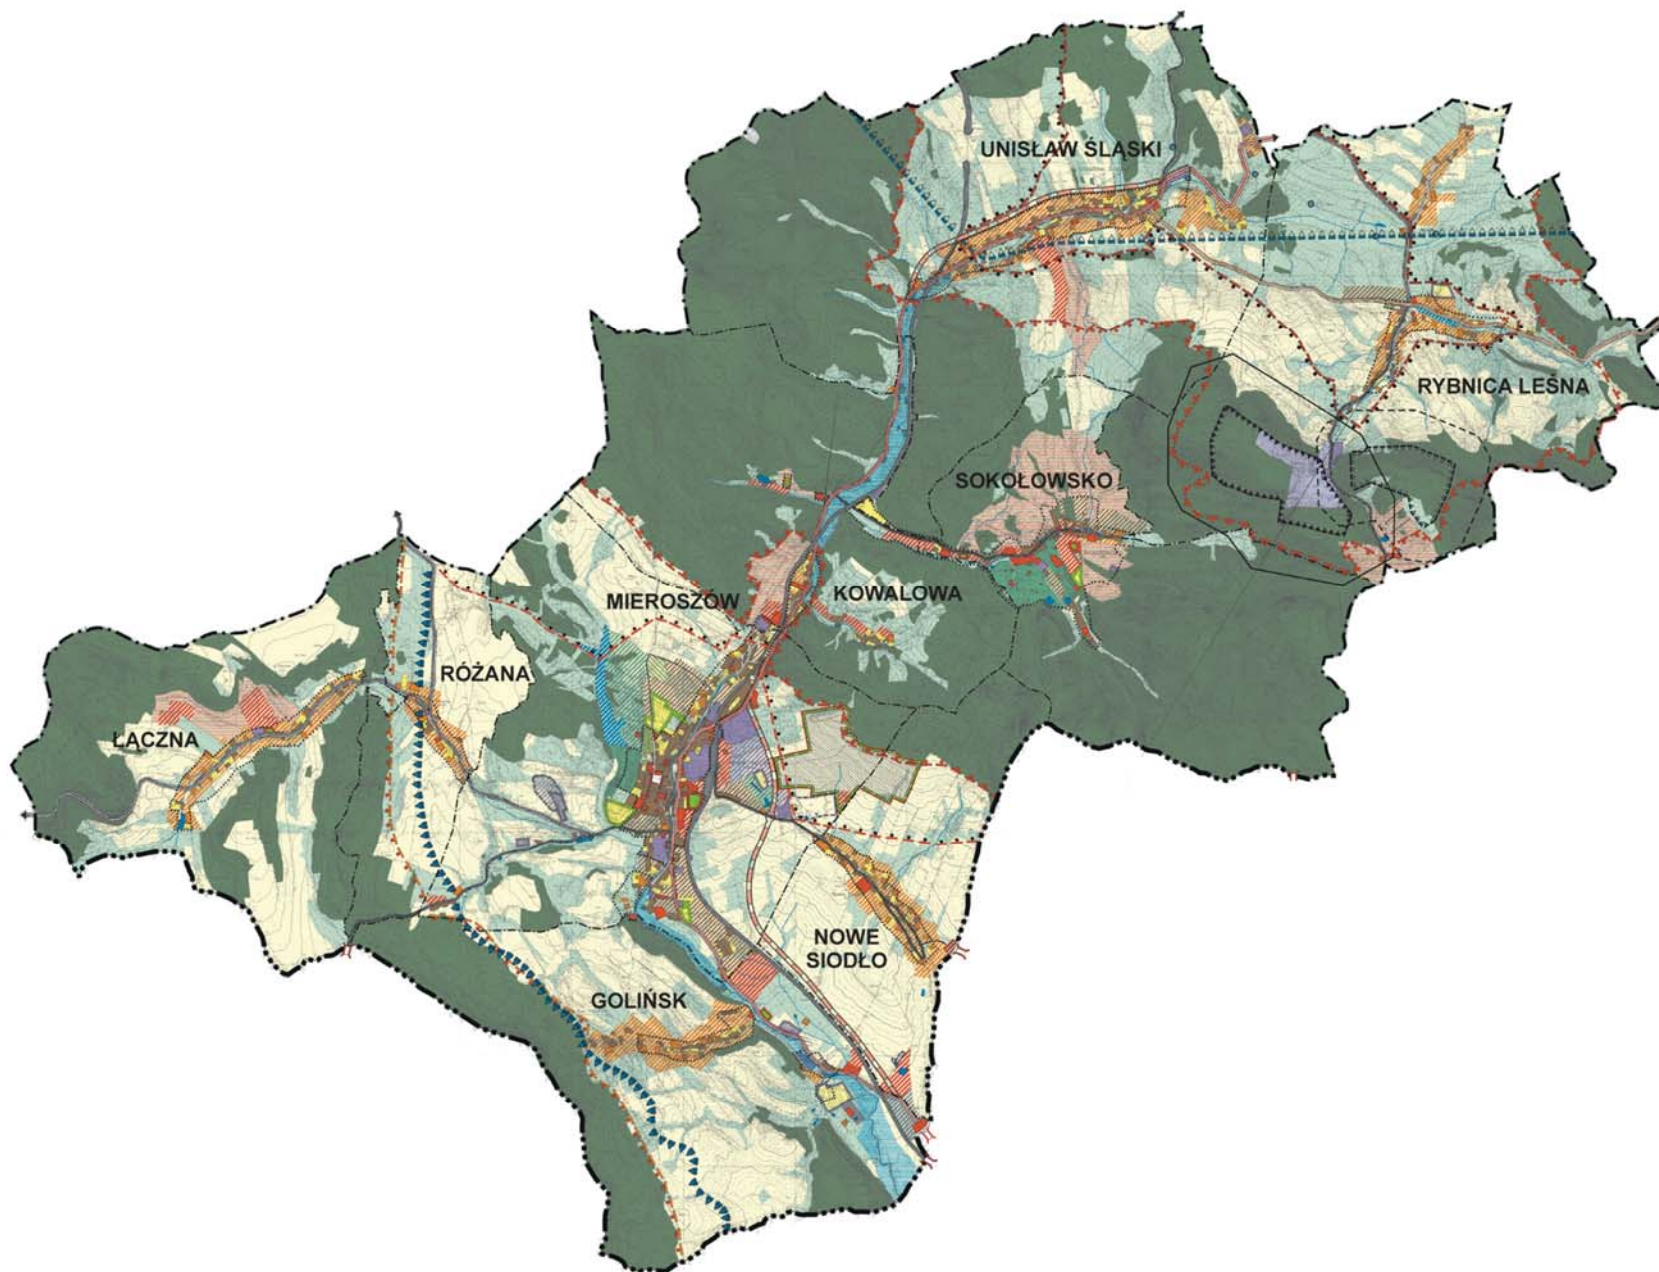 UNISŁAW ŚLĄSKI
RYBNICA LEŚNA
SOKOŁOWSKO
KOWALOWA
MIEROSZÓW
RÓŻANA
ŁĄCZNA
NOWE
SIODŁO
GOLIŃSK